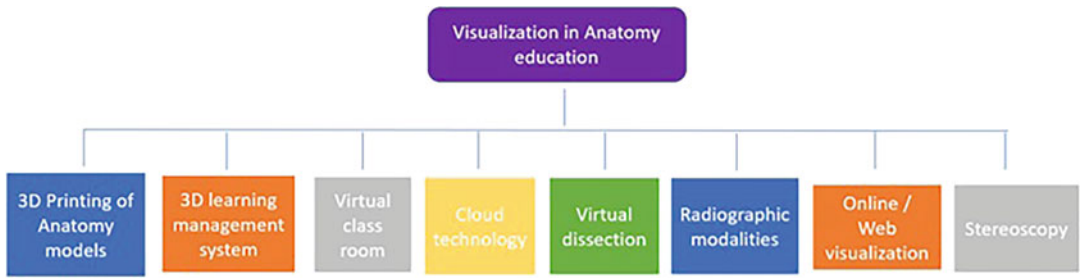 Visualization in Anatomy
education
3D Printing of
Anatomy
models
3D learning
management
system
Virtual
class
room
Cloud
technology
Virtual
dissection
Radiographic
modalities
Online /
Web
visualization
Stereoscopy